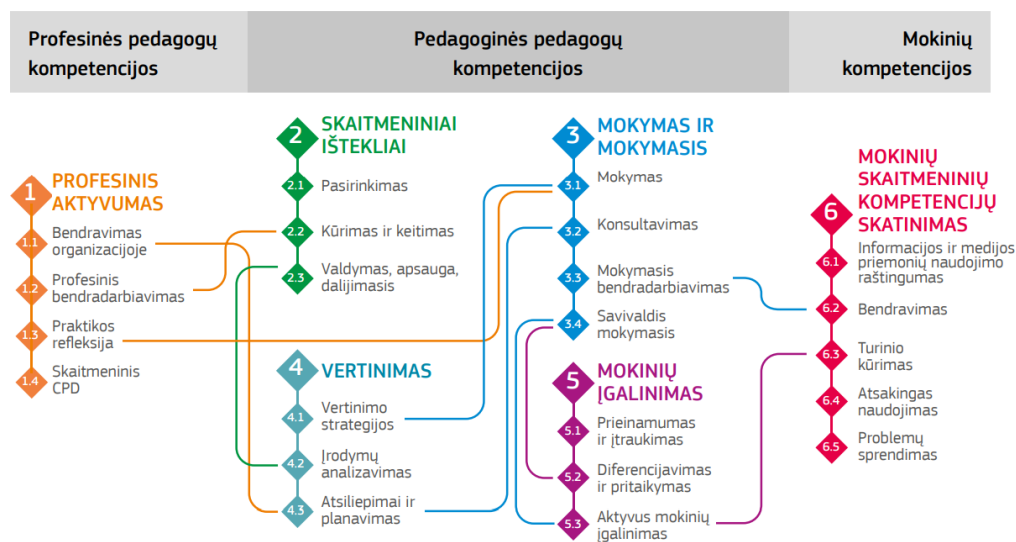 Profesinės pedagogų
kompetencijos
Pedagoginės pedagogų
kompetencijos
Mokinių
kompetencijos
1
PROFESINIS
AKTYVUMAS
1.1
Bendravimas
organizacijoje
1.2
Profesinis
bendradarbiavimas
1.3
Praktikos
refleksija
1.4
Skaitmeninis
CPD
2
SKAITMENINIAI
IŠTEKLIAI
2.1
Pasirinkimas
2.2
Kūrimas ir keitimas
2.3
Valdymas, apsauga,
dalijimasis
4
VERTINIMAS
4.1
Vertinimo
strategijos
4.2
Įrodymų
analizavimas
4.3
Atsiliepimai ir
planavimas
3
MOKYMAS IR
MOKYMASIS
3.1
Mokymas
3.2
Konsultavimas
3.3
Mokymasis
bendradarbiavimas
3.4
Savivaldis
mokymasis
5
MOKINIŲ
ĮGALINIMAS
5.1
Prieinamumas
ir įtraukimas
5.2
Diferencijavimas
ir pritaikymas
5.3
Aktyvus mokinių
įgalinimas
6
MOKINIŲ
SKAITMENINIŲ
KOMPETENCIJŲ
SKATINIMAS
6.1
Informacijos ir medijos
priemonių naudojimo
raštingumas
6.2
Bendravimas
6.3
Turinio
kūrimas
6.4
Atsakingas
naudojimas
6.5
Problemų
sprendimas